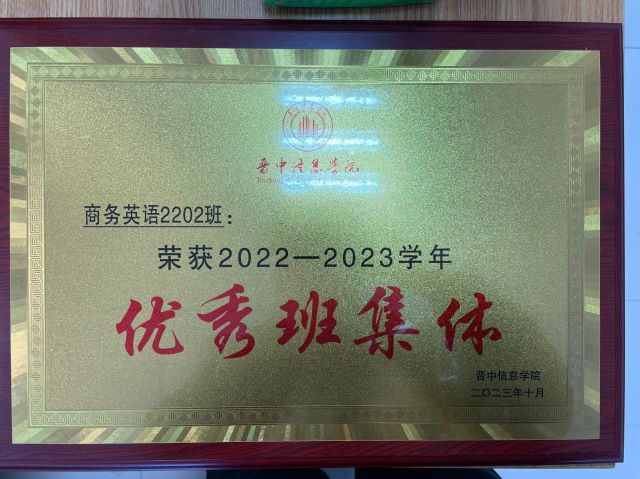 晋中信息学院
商务英语2202班：
荣获2022—2023学年
优秀班集体
晋中信息学院
二〇二三年十月